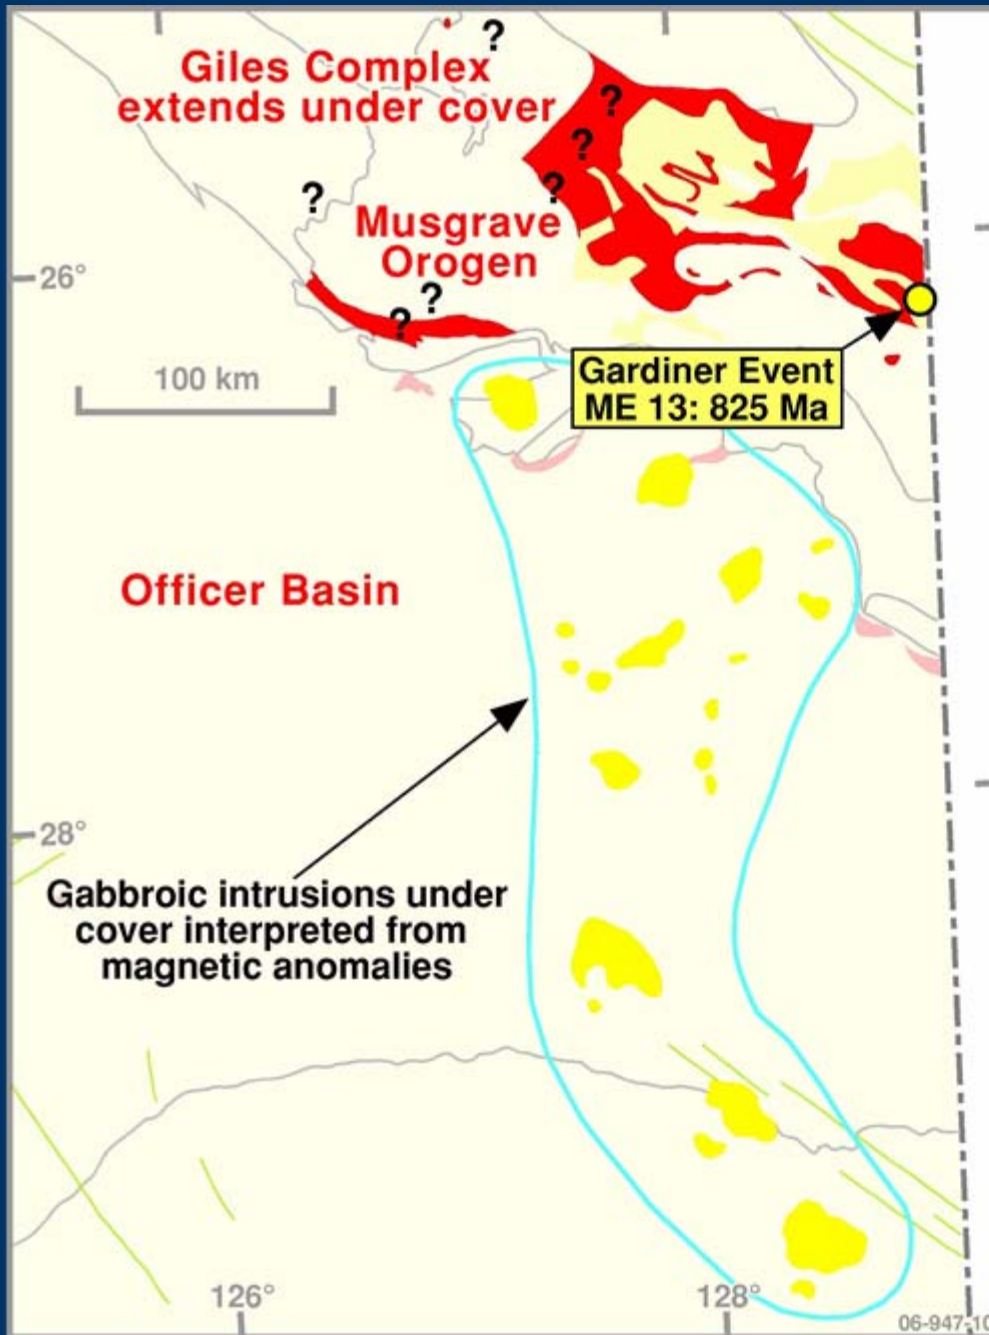 ?
Giles Complex
extends under cover
?
?
?
?
Musgrave
Orogen
26°
?
?
100 km
Gardiner Event
ME 13: 825 Ma
Officer Basin
28°
Gabbroic intrusions under
cover interpreted from
magnetic anomalies
126°
128°
06-947-10